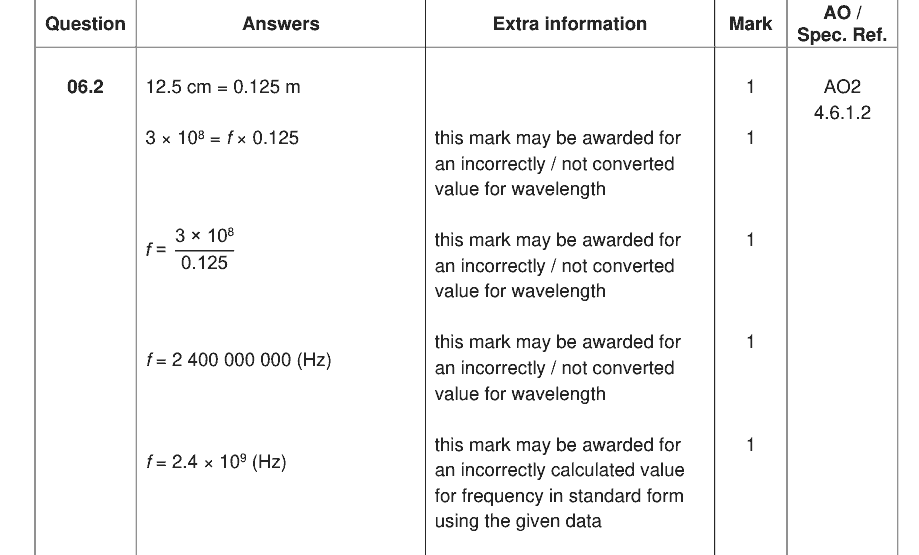 Question Answers Extra information Mark AO / Spec. Ref.
06.2 12.5 cm = 0.125 m 1 AO2
4.6.1.2
3 × 10⁸ = f × 0.125 this mark may be awarded for 1
an incorrectly / not converted
value for wavelength
f = 3 × 10⁸ / 0.125 this mark may be awarded for 1
an incorrectly / not converted
value for wavelength
f = 2 400 000 000 (Hz) this mark may be awarded for 1
an incorrectly / not converted
value for wavelength
f = 2.4 × 10⁹ (Hz) this mark may be awarded for 1
an incorrectly calculated value
for frequency in standard form
using the given data